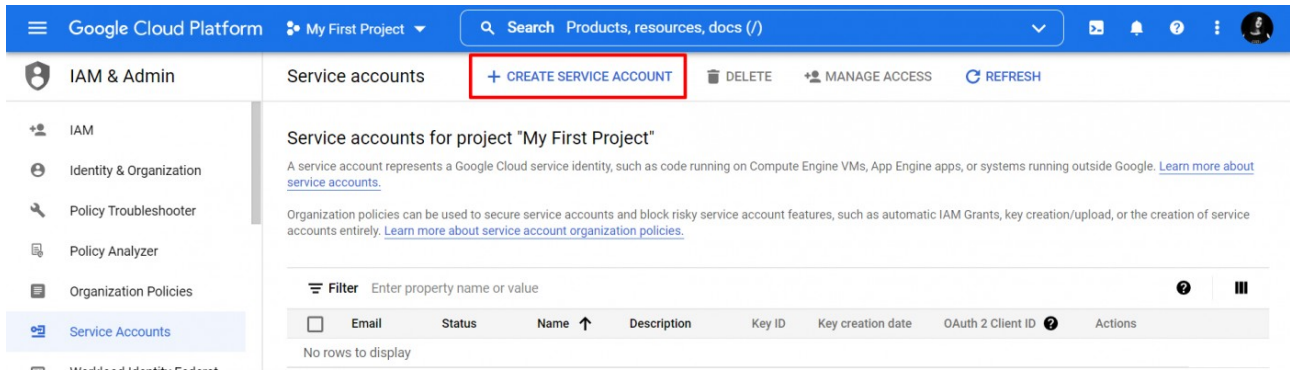 Google Cloud Platform My First Project Search Products, resources, docs (/)
IAM & Admin
Service accounts + CREATE SERVICE ACCOUNT DELETE MANAGE ACCESS REFRESH
IAM
Identity & Organization
Policy Troubleshooter
Policy Analyzer
Organization Policies
Service Accounts
Service accounts for project "My First Project"
A service account represents a Google Cloud service identity, such as code running on Compute Engine VMs, App Engine apps, or systems running outside Google. Learn more about
service accounts.
Organization policies can be used to secure service accounts and block risky service account features, such as automatic IAM Grants, key creation/upload, or the creation of service
accounts entirely. Learn more about service account organization policies.
Filter Enter property name or value
Email Status Name ↑ Description Key ID Key creation date OAuth 2 Client ID Actions
No rows to display